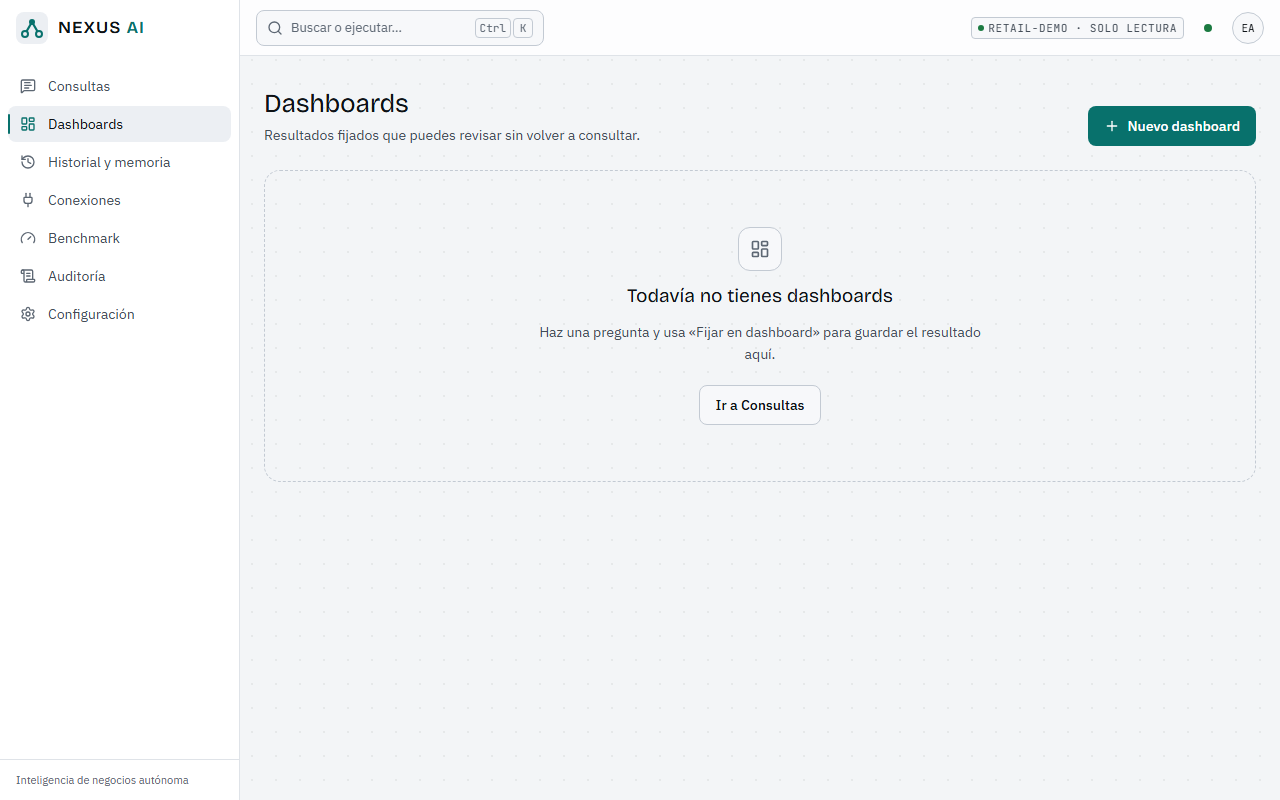 NEXUS AI
Buscar o ejecutar...
Ctrl K
RETAIL-DEMO · SOLO LECTURA
EA
Consultas
Dashboards
Historial y memoria
Conexiones
Benchmark
Auditoría
Configuración
Dashboards
Resultados fijados que puedes revisar sin volver a consultar.
Nuevo dashboard
Todavía no tienes dashboards
Haz una pregunta y usa «Fijar en dashboard» para guardar el resultado
aquí.
Ir a Consultas
Inteligencia de negocios autónoma